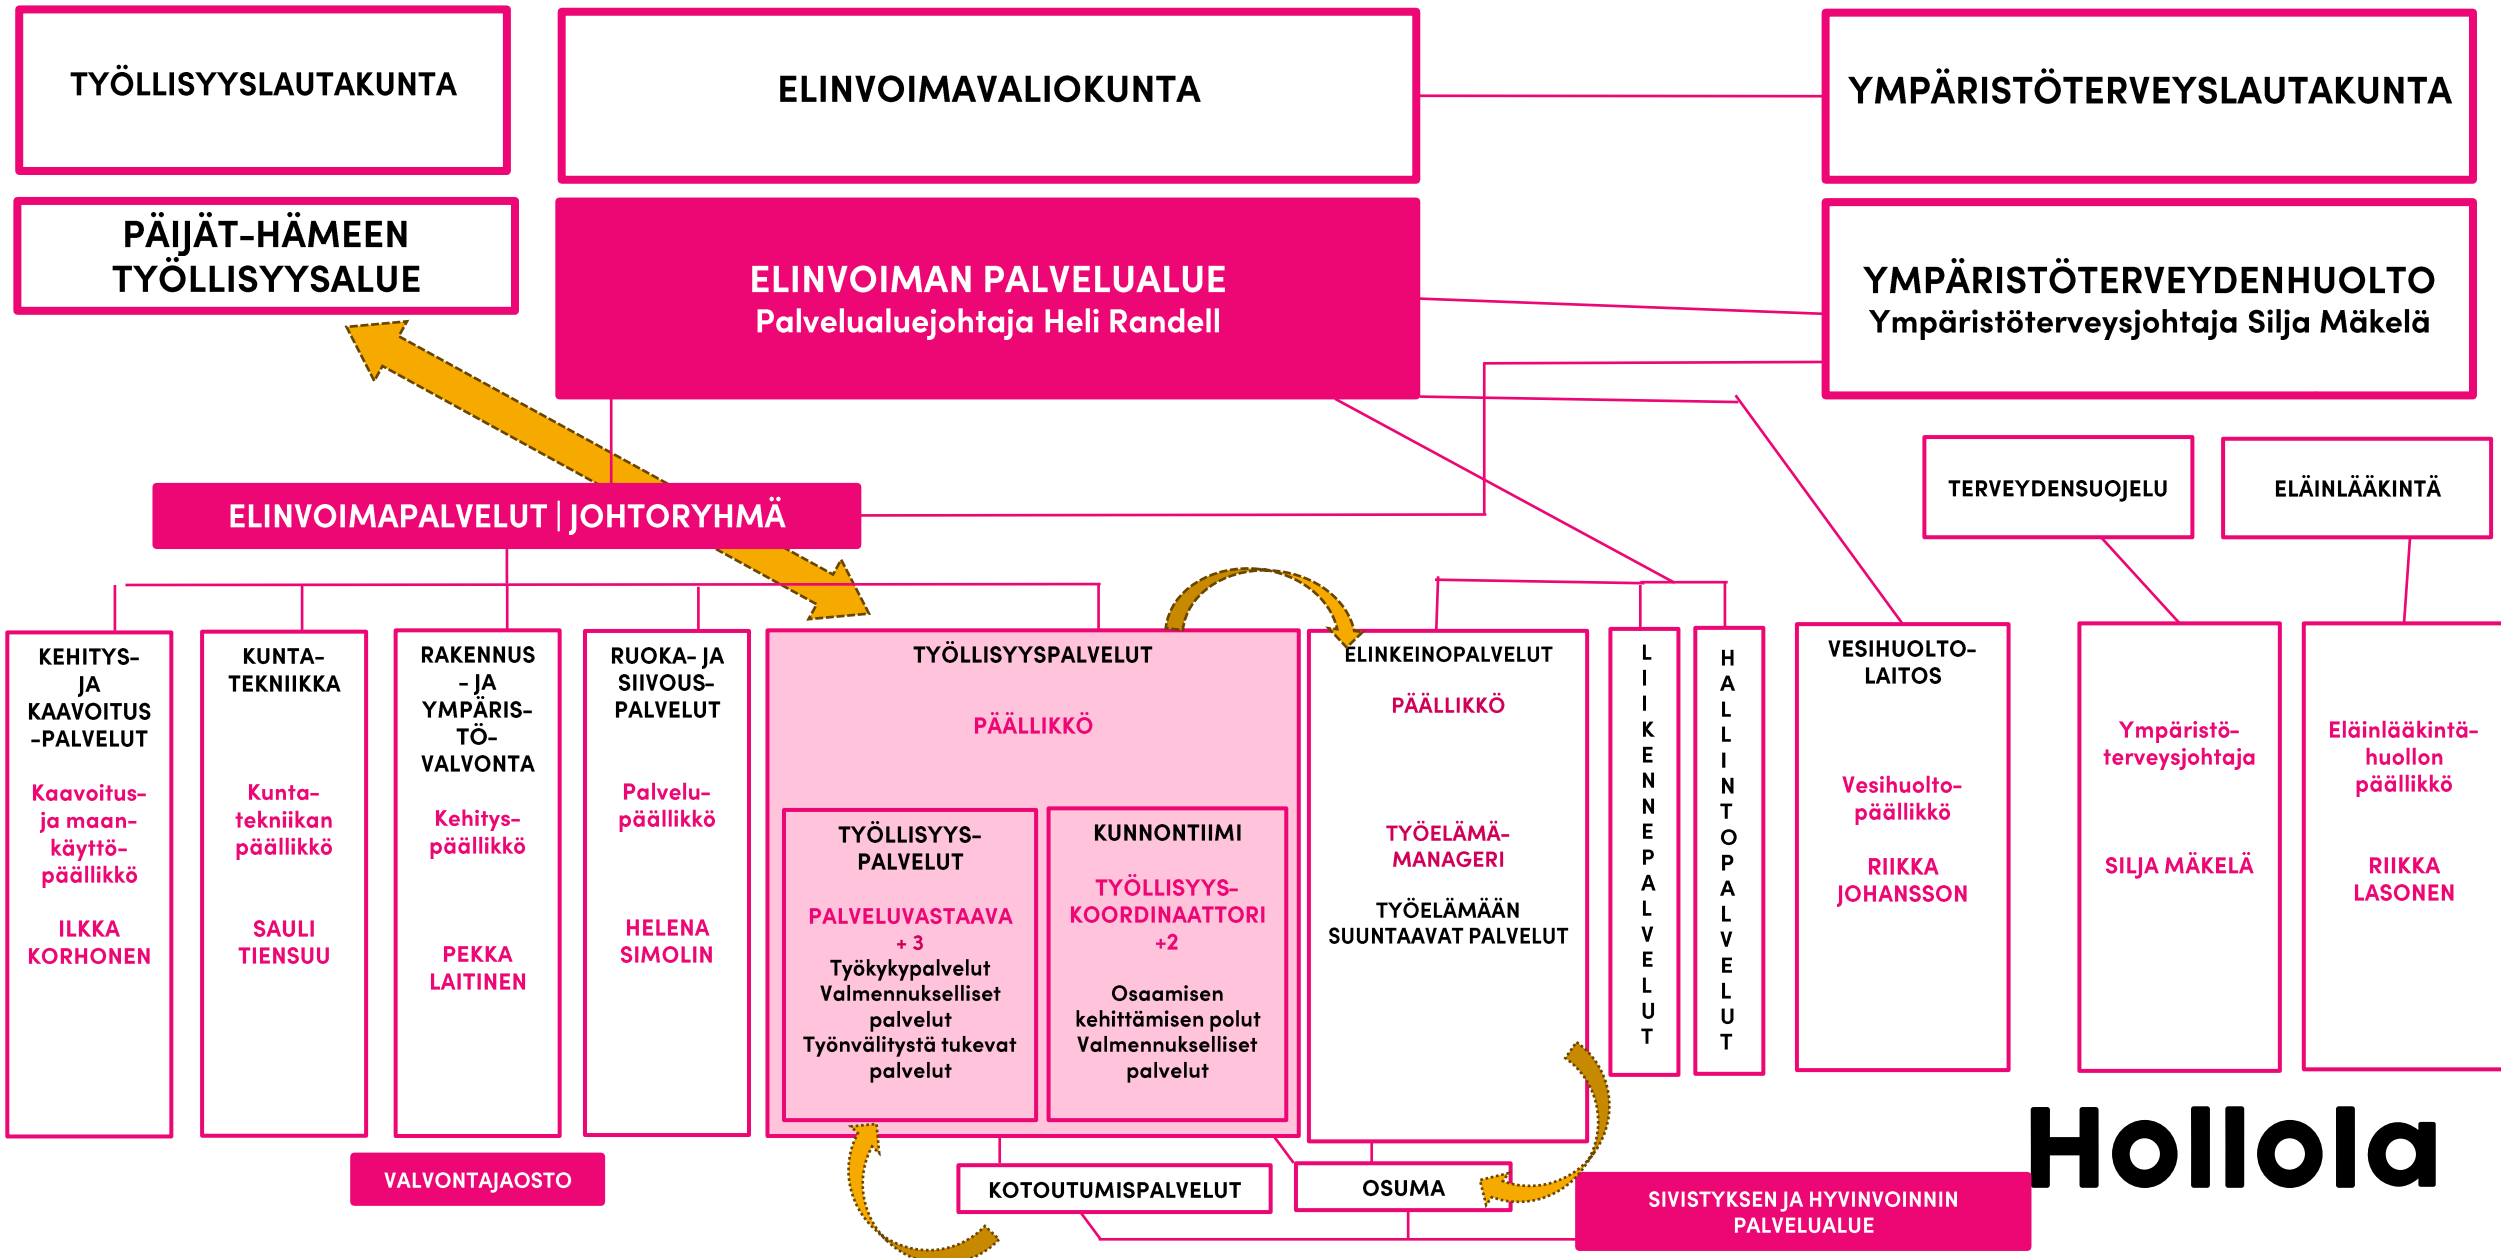 TYÖLLISYYSLAUTAKUNTA
ELINVOIMAVALIOKUNTA
YMPÄRISTÖTERVEYSLAUTAKUNTA
PÄIJÄT-HÄMEEN
TYÖLLISYYSALUE
ELINVOIMAN PALVELUALUE
Palvelualuejohtaja Heli Randell
YMPÄRISTÖTERVEYDENHUOLTO
Ympäristöterveysjohtaja Silja Mäkelä
TERVEYDENSUOJELU
ELÄINLÄÄKINTÄ
ELINVOIMAPALVELUT | JOHTORYHMÄ
KEHITYS-
JA
KAAVOITUS
-PALVELUT
Kaavoitus-
ja maan-
käyttö-
päällikkö
ILKKA
KORHONEN
KUNTA-
TEKNIIKKA
Kunta-
tekniikan
päällikkö
SAULI
TIENSUU
RAKENNUS
- JA
YMPÄRIS-
TÖ-
VALVONTA
Kehitys-
päällikkö
PEKKA
LAITINEN
RUOKA- JA
SIIVOUS-
PALVELUT
Palvelu-
päällikkö
HELENA
SIMOLIN
TYÖLLISYYSPALVELUT
PÄÄLLIKKÖ
TYÖLLISYYS-
PALVELUT
PALVELUVASTAAVA
+ 3
Työkykypalvelut
Valmennukselliset
palvelut
Työnvälitystä tukevat
palvelut
KUNNONTIIMI
TYÖLLISYYS-
KOORDINAATTORI
+2
Osaamisen
kehittämisen polut
Valmennukselliset
palvelut
ELINKEINOPALVELUT
PÄÄLLIKKÖ
TYÖELÄMÄ-
MANAGERI
TYÖELÄMÄÄN
SUUNTAAVAT PALVELUT
LIIKENNEPALVELUT
HALLINTOPALVELUT
VESIHUOLTO-
LAITOS
Vesihuolto-
päällikkö
RIIKKA
JOHANSSON
Ympäristö-
terveysjohtaja
SILJA MÄKELÄ
Eläinlääkintä-
huollon
päällikkö
RIIKKA
LASONEN
VALVONTAJAOSTO
KOTOUTUMISPALVELUT
OSUMA
SIVISTYKSEN JA HYVINVOINNIN
PALVELUALUE
Hollola